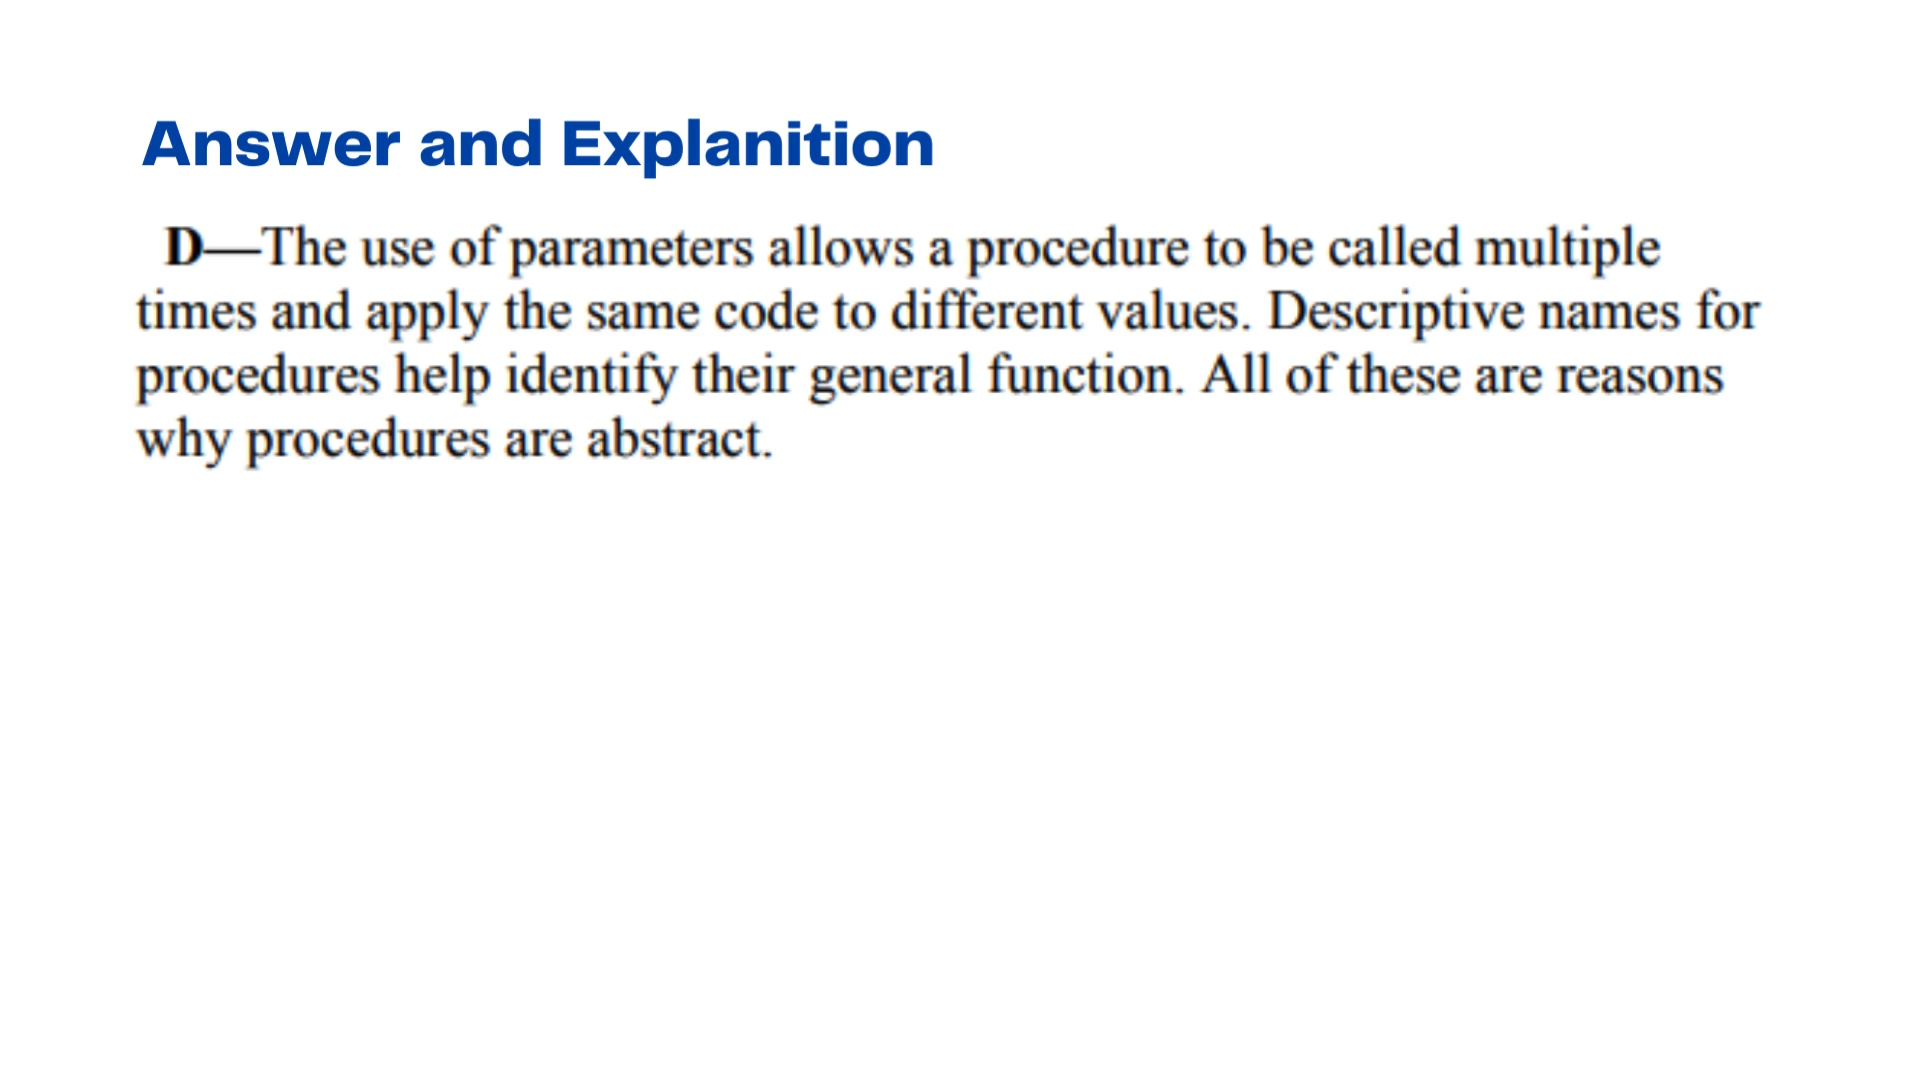 Answer and Explanition
D—The use of parameters allows a procedure to be called multiple
times and apply the same code to different values. Descriptive names for
procedures help identify their general function. All of these are reasons
why procedures are abstract.